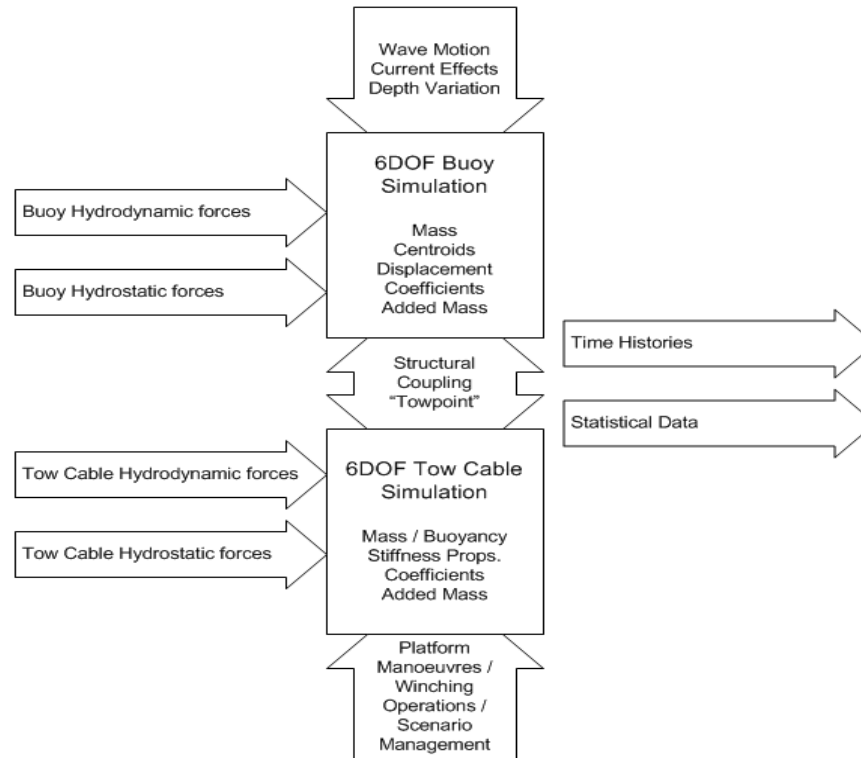 Wave Motion
Current Effects
Depth Variation
6DOF Buoy
Simulation
Mass
Centroids
Displacement
Coefficients
Added Mass
Buoy Hydrodynamic forces
Buoy Hydrostatic forces
Structural
Coupling
“Towpoint”
Time Histories
Statistical Data
6DOF Tow Cable
Simulation
Mass / Buoyancy
Stiffness Props.
Coefficients
Added Mass
Tow Cable Hydrodynamic forces
Tow Cable Hydrostatic forces
Platform
Manoeuvres /
Winching
Operations /
Scenario
Management